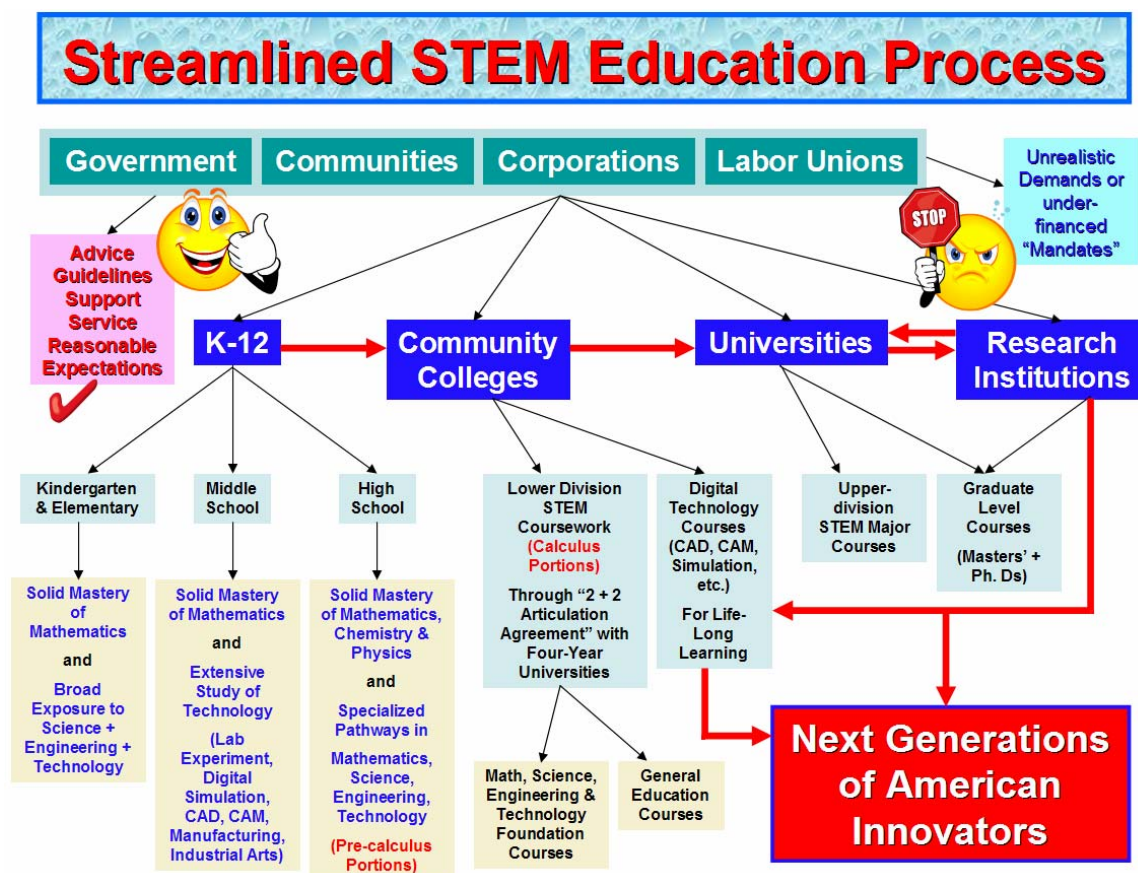 Streamlined STEM Education Process
Government
Communities
Corporations
Labor Unions
Unrealistic
Demands or
under-
financed
“Mandates”
STOP
Advice
Guidelines
Support
Service
Reasonable
Expectations
K-12
Community
Colleges
Universities
Research
Institutions
Kindergarten
& Elementary
Middle
School
High
School
Lower Division
STEM
Coursework
(Calculus
Portions)
Through “2 + 2
Articulation
Agreement” with
Four-Year
Universities
Digital
Technology
Courses
(CAD, CAM,
Simulation,
etc.)
For Life-
Long
Learning
Upper-
division
STEM Major
Courses
Graduate
Level
Courses
(Masters’ +
Ph. Ds)
Solid Mastery
of
Mathematics
and
Broad
Exposure to
Science +
Engineering +
Technology
Solid Mastery
of Mathematics
and
Extensive
Study of
Technology
(Lab
Experiment,
Digital
Simulation,
CAD, CAM,
Manufacturing,
Industrial Arts)
Solid Mastery
of Mathematics,
Chemistry &
Physics
and
Specialized
Pathways in
Mathematics,
Science,
Engineering,
Technology
(Pre-calculus
Portions)
Math, Science,
Engineering &
Technology
Foundation
Courses
General
Education
Courses
Next Generations
of American
Innovators